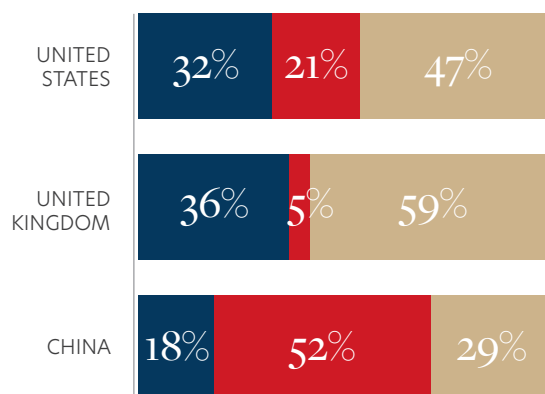 UNITED
STATES
32% 21% 47%
UNITED
KINGDOM
36% 5% 59%
CHINA
18% 52% 29%